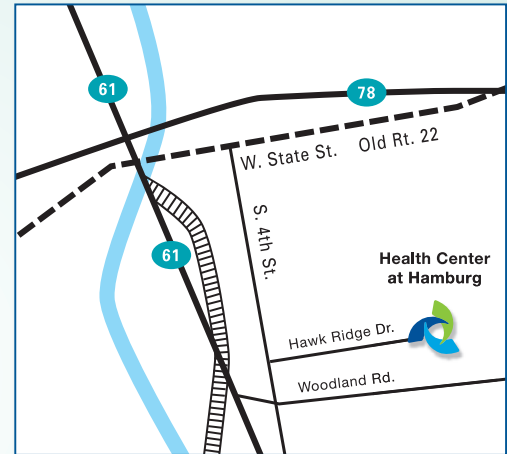 61
78
W. State St. Old Rt. 22
S. 4th St.
61
Health Center
at Hamburg
Hawk Ridge Dr.
Woodland Rd.